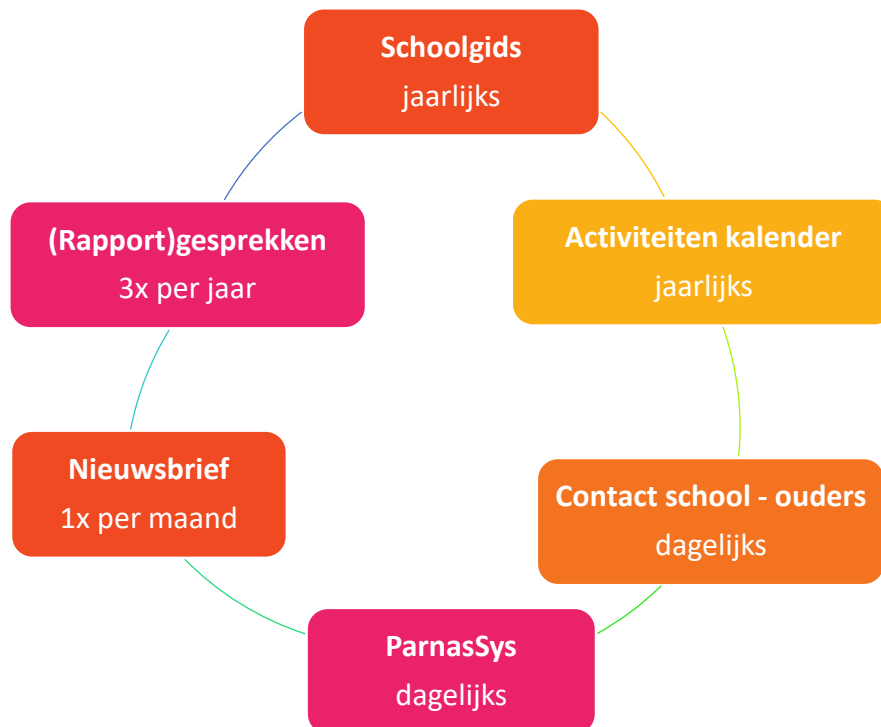 Schoolgids
jaarlijks
Activiteiten kalender
jaarlijks
Contact school - ouders
dagelijks
ParnasSys
dagelijks
Nieuwsbrief
1x per maand
(Rapport)gesprekken
3x per jaar